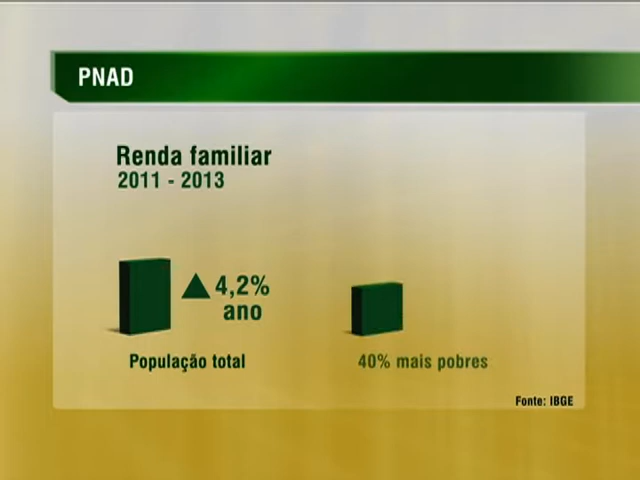 PNAD
Renda familiar
2011 - 2013
4,2%
ano
População total
40% mais pobres
Fonte: IBGE